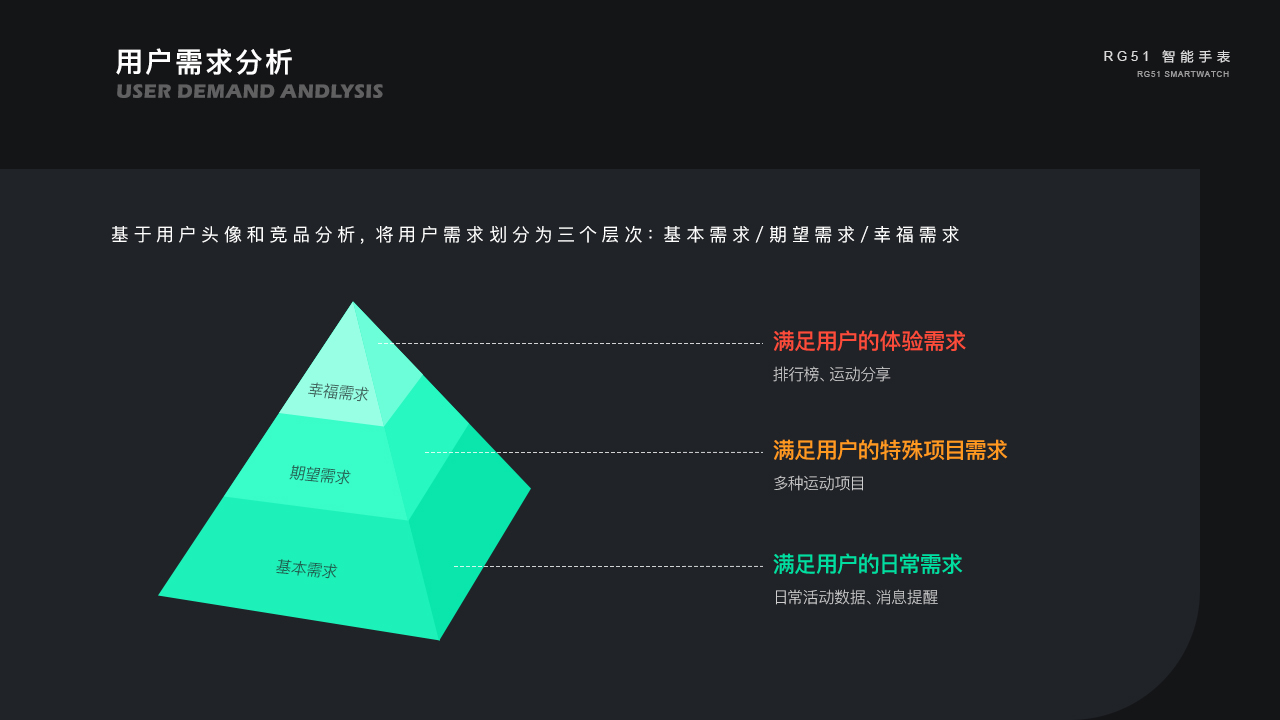 用户需求分析
USER DEMAND ANDLYSIS
RG51 智能手表
RG51 SMARTWATCH
基于用户头像和竞品分析，将用户需求划分为三个层次：基本需求/期望需求/幸福需求
幸福需求
期望需求
基本需求
满足用户的体验需求
排行榜、运动分享
满足用户的特殊项目需求
多种运动项目
满足用户的日常需求
日常活动数据、消息提醒